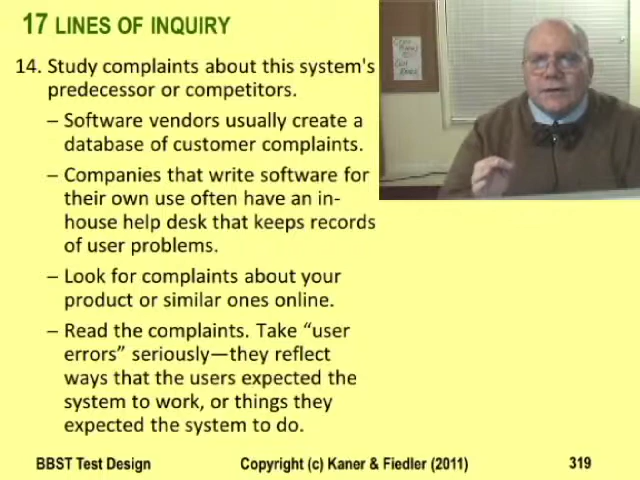 17 LINES OF INQUIRY
14. Study complaints about this system's
predecessor or competitors.
– Software vendors usually create a
database of customer complaints.
– Companies that write software for
their own use often have an in-
house help desk that keeps records
of user problems.
– Look for complaints about your
product or similar ones online.
– Read the complaints. Take “user
errors” seriously—they reflect
ways that the users expected the
system to work, or things they
expected the system to do.
BBST Test Design Copyright (c) Kaner & Fiedler (2011) 319